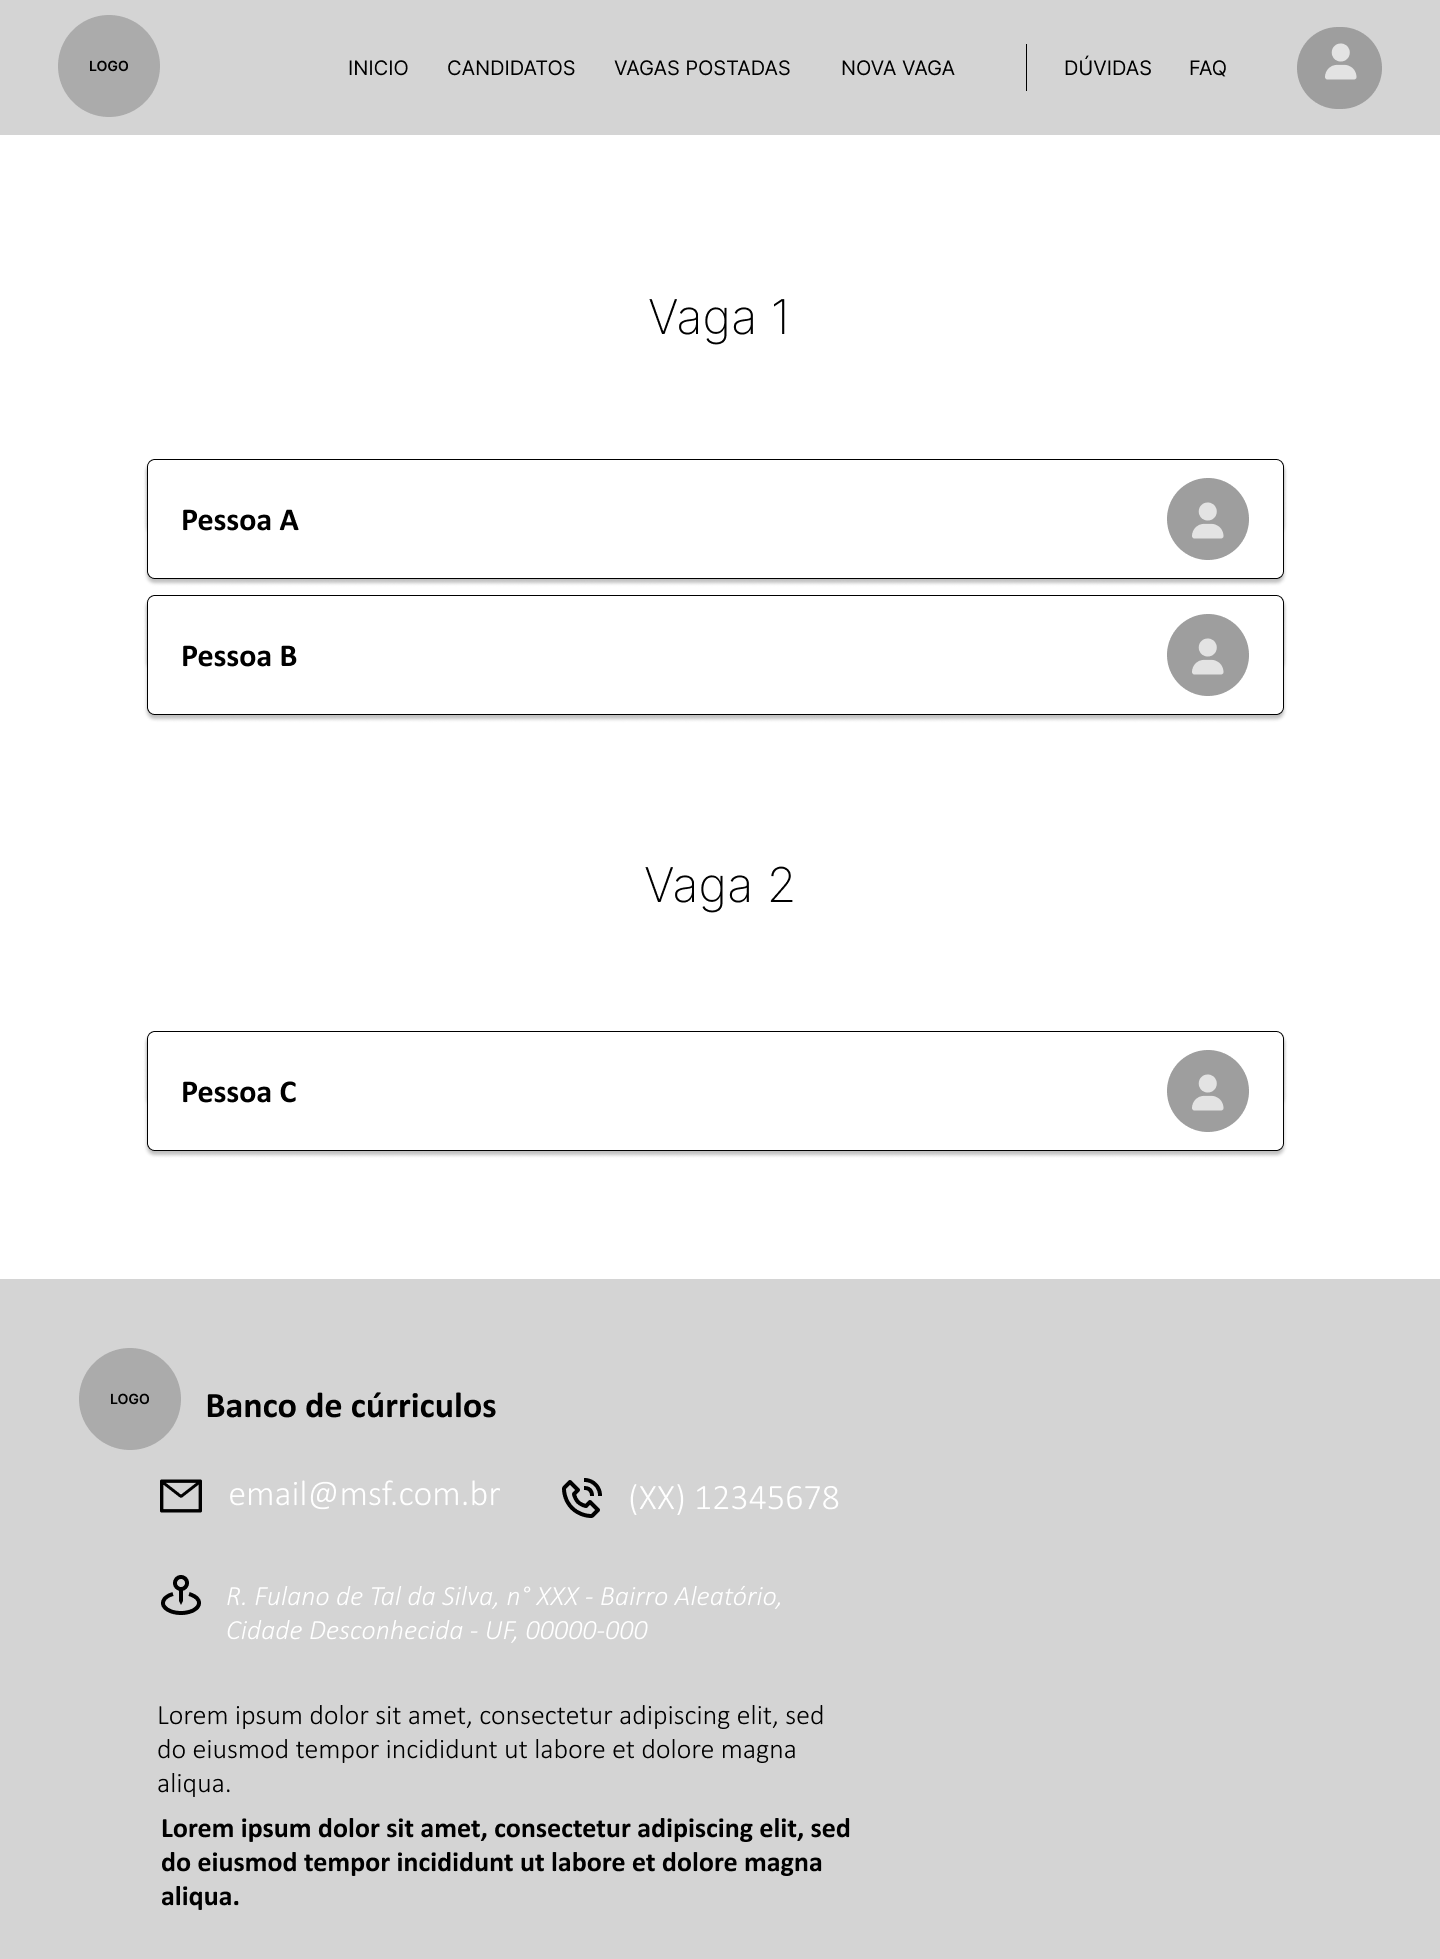 LOGO
INICIO
CANDIDATOS
VAGAS POSTADAS
NOVA VAGA
DÚVIDAS
FAQ
Vaga 1
Pessoa A
Pessoa B
Vaga 2
Pessoa C
LOGO
Banco de cúrriculos
email@msf.com.br
(XX) 12345678
R. Fulano de Tal da Silva, n° XXX - Bairro Aleatório,
Cidade Desconhecida - UF, 00000-000
Lorem ipsum dolor sit amet, consectetur adipiscing elit, sed
do eiusmod tempor incididunt ut labore et dolore magna
aliqua.
Lorem ipsum dolor sit amet, consectetur adipiscing elit, sed
do eiusmod tempor incididunt ut labore et dolore magna
aliqua.